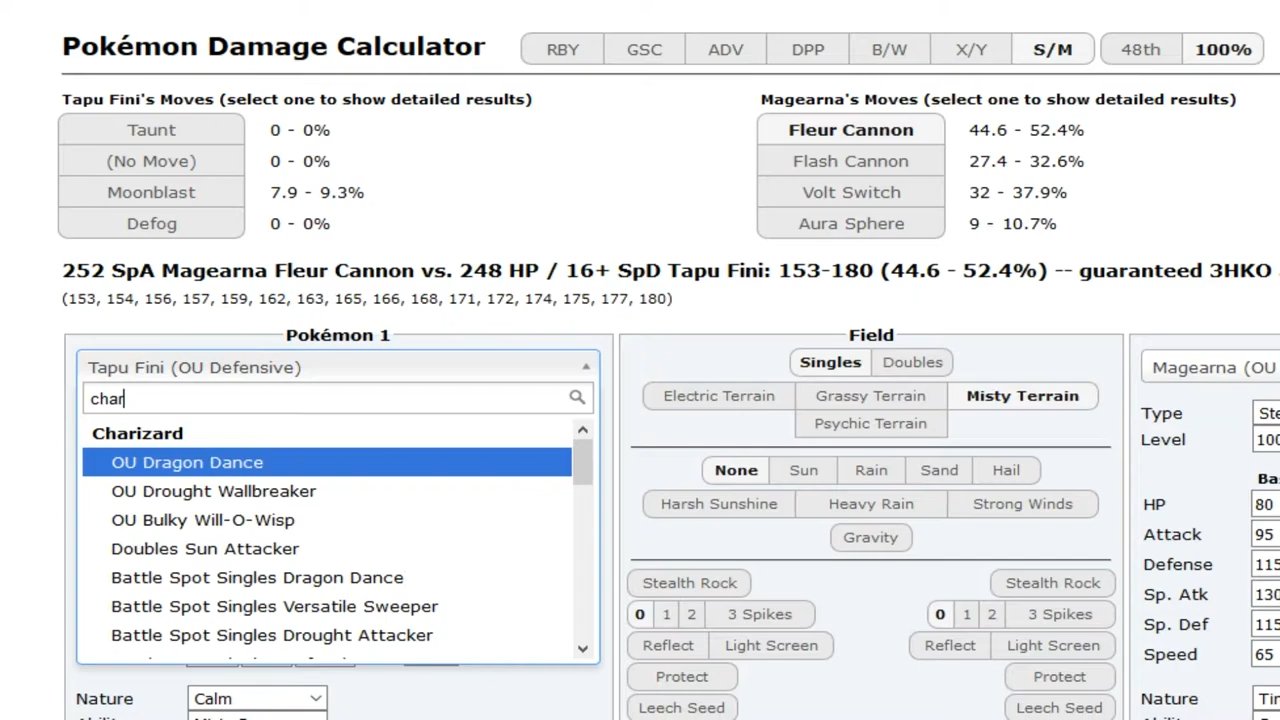 Pokémon Damage Calculator
RBY GSC ADV DPP B/W X/Y S/M 48th 100%
Tapu Fini's Moves (select one to show detailed results)
Taunt 0 - 0%
(No Move) 0 - 0%
Moonblast 7.9 - 9.3%
Defog 0 - 0%
Magearna's Moves (select one to show detailed results)
Fleur Cannon 44.6 - 52.4%
Flash Cannon 27.4 - 32.6%
Volt Switch 32 - 37.9%
Aura Sphere 9 - 10.7%
252 SpA Magearna Fleur Cannon vs. 248 HP / 16+ SpD Tapu Fini: 153-180 (44.6 - 52.4%) -- guaranteed 3HKO
(153, 154, 156, 157, 159, 162, 163, 165, 166, 168, 171, 172, 174, 175, 177, 180)
Pokémon 1
Tapu Fini (OU Defensive)
char
Charizard
OU Dragon Dance
OU Drought Wallbreaker
OU Bulky Will-O-Wisp
Doubles Sun Attacker
Battle Spot Singles Dragon Dance
Battle Spot Singles Versatile Sweeper
Battle Spot Singles Drought Attacker
Nature Calm
Field
Singles Doubles
Electric Terrain Grassy Terrain Misty Terrain
Psychic Terrain
None Sun Rain Sand Hail
Harsh Sunshine Heavy Rain Strong Winds
Gravity
Stealth Rock Stealth Rock
0 1 2 3 Spikes 0 1 2 3 Spikes
Reflect Light Screen Reflect Light Screen
Protect Protect
Leech Seed Leech Seed
Magearna (OU
Type Ste
Level 100
Ba
HP 80
Attack 95
Defense 115
Sp. Atk 130
Sp. Def 115
Speed 65
Nature Tim